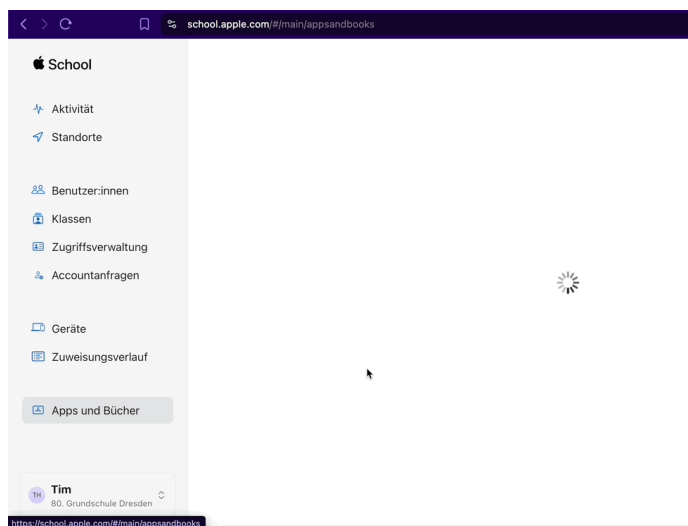 school.apple.com/#/main/appsandbooks
School
Aktivität
Standorte
Benutzer:innen
Klassen
Zugriffsverwaltung
Accountanfragen
Geräte
Zuweisungsverlauf
Apps und Bücher
TH
Tim
80. Grundschule Dresden
https://school.apple.com/#/main/appsandbooks